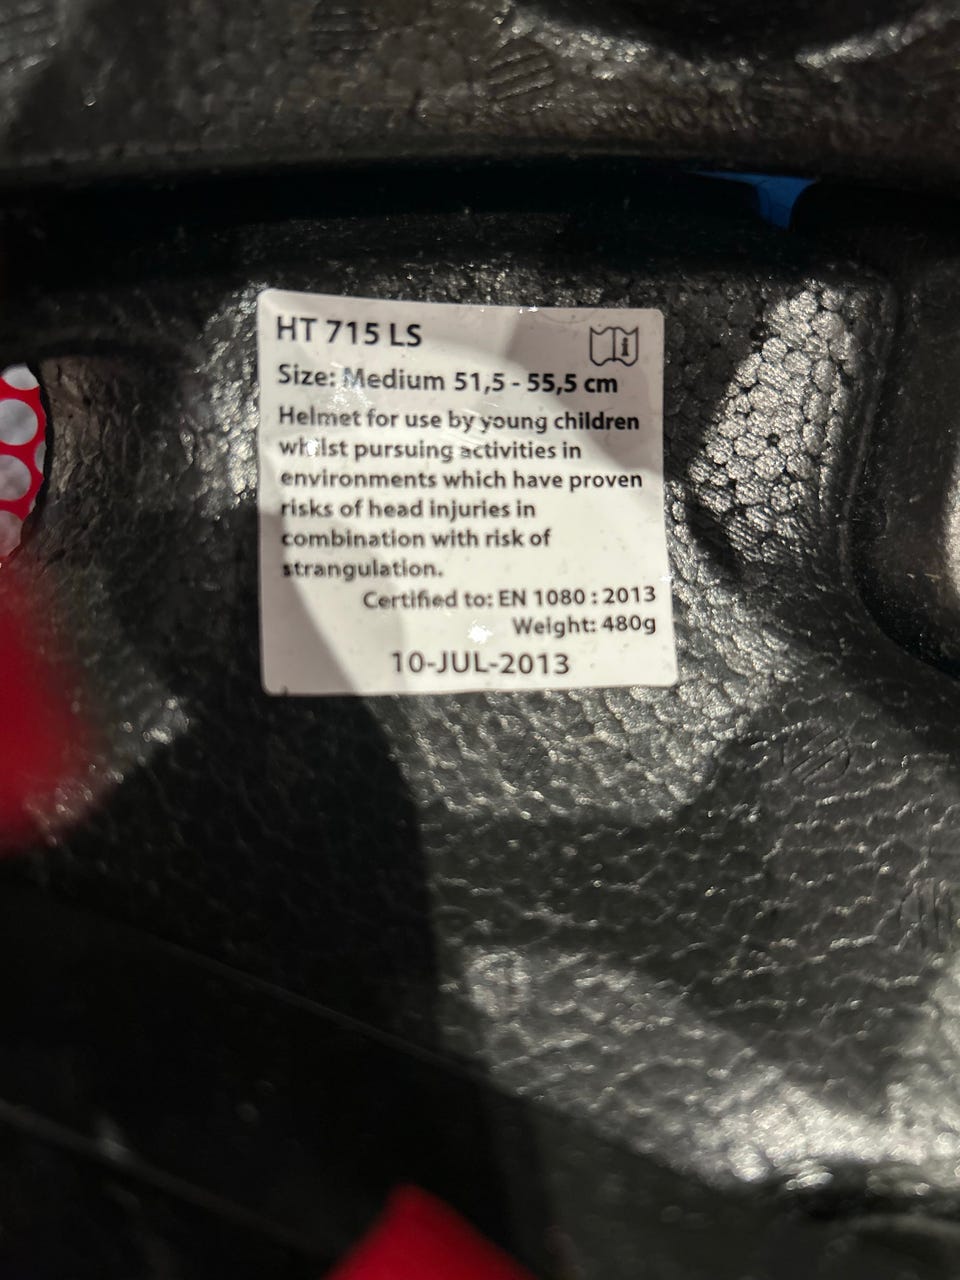 HT 715 LS
Size: Medium 51,5 - 55,5 cm
Helmet for use by young children
whilst pursuing activities in
environments which have proven
risks of head injuries in
combination with risk of
strangulation.
Certified to: EN 1080 : 2013
Weight: 480g
10-JUL-2013